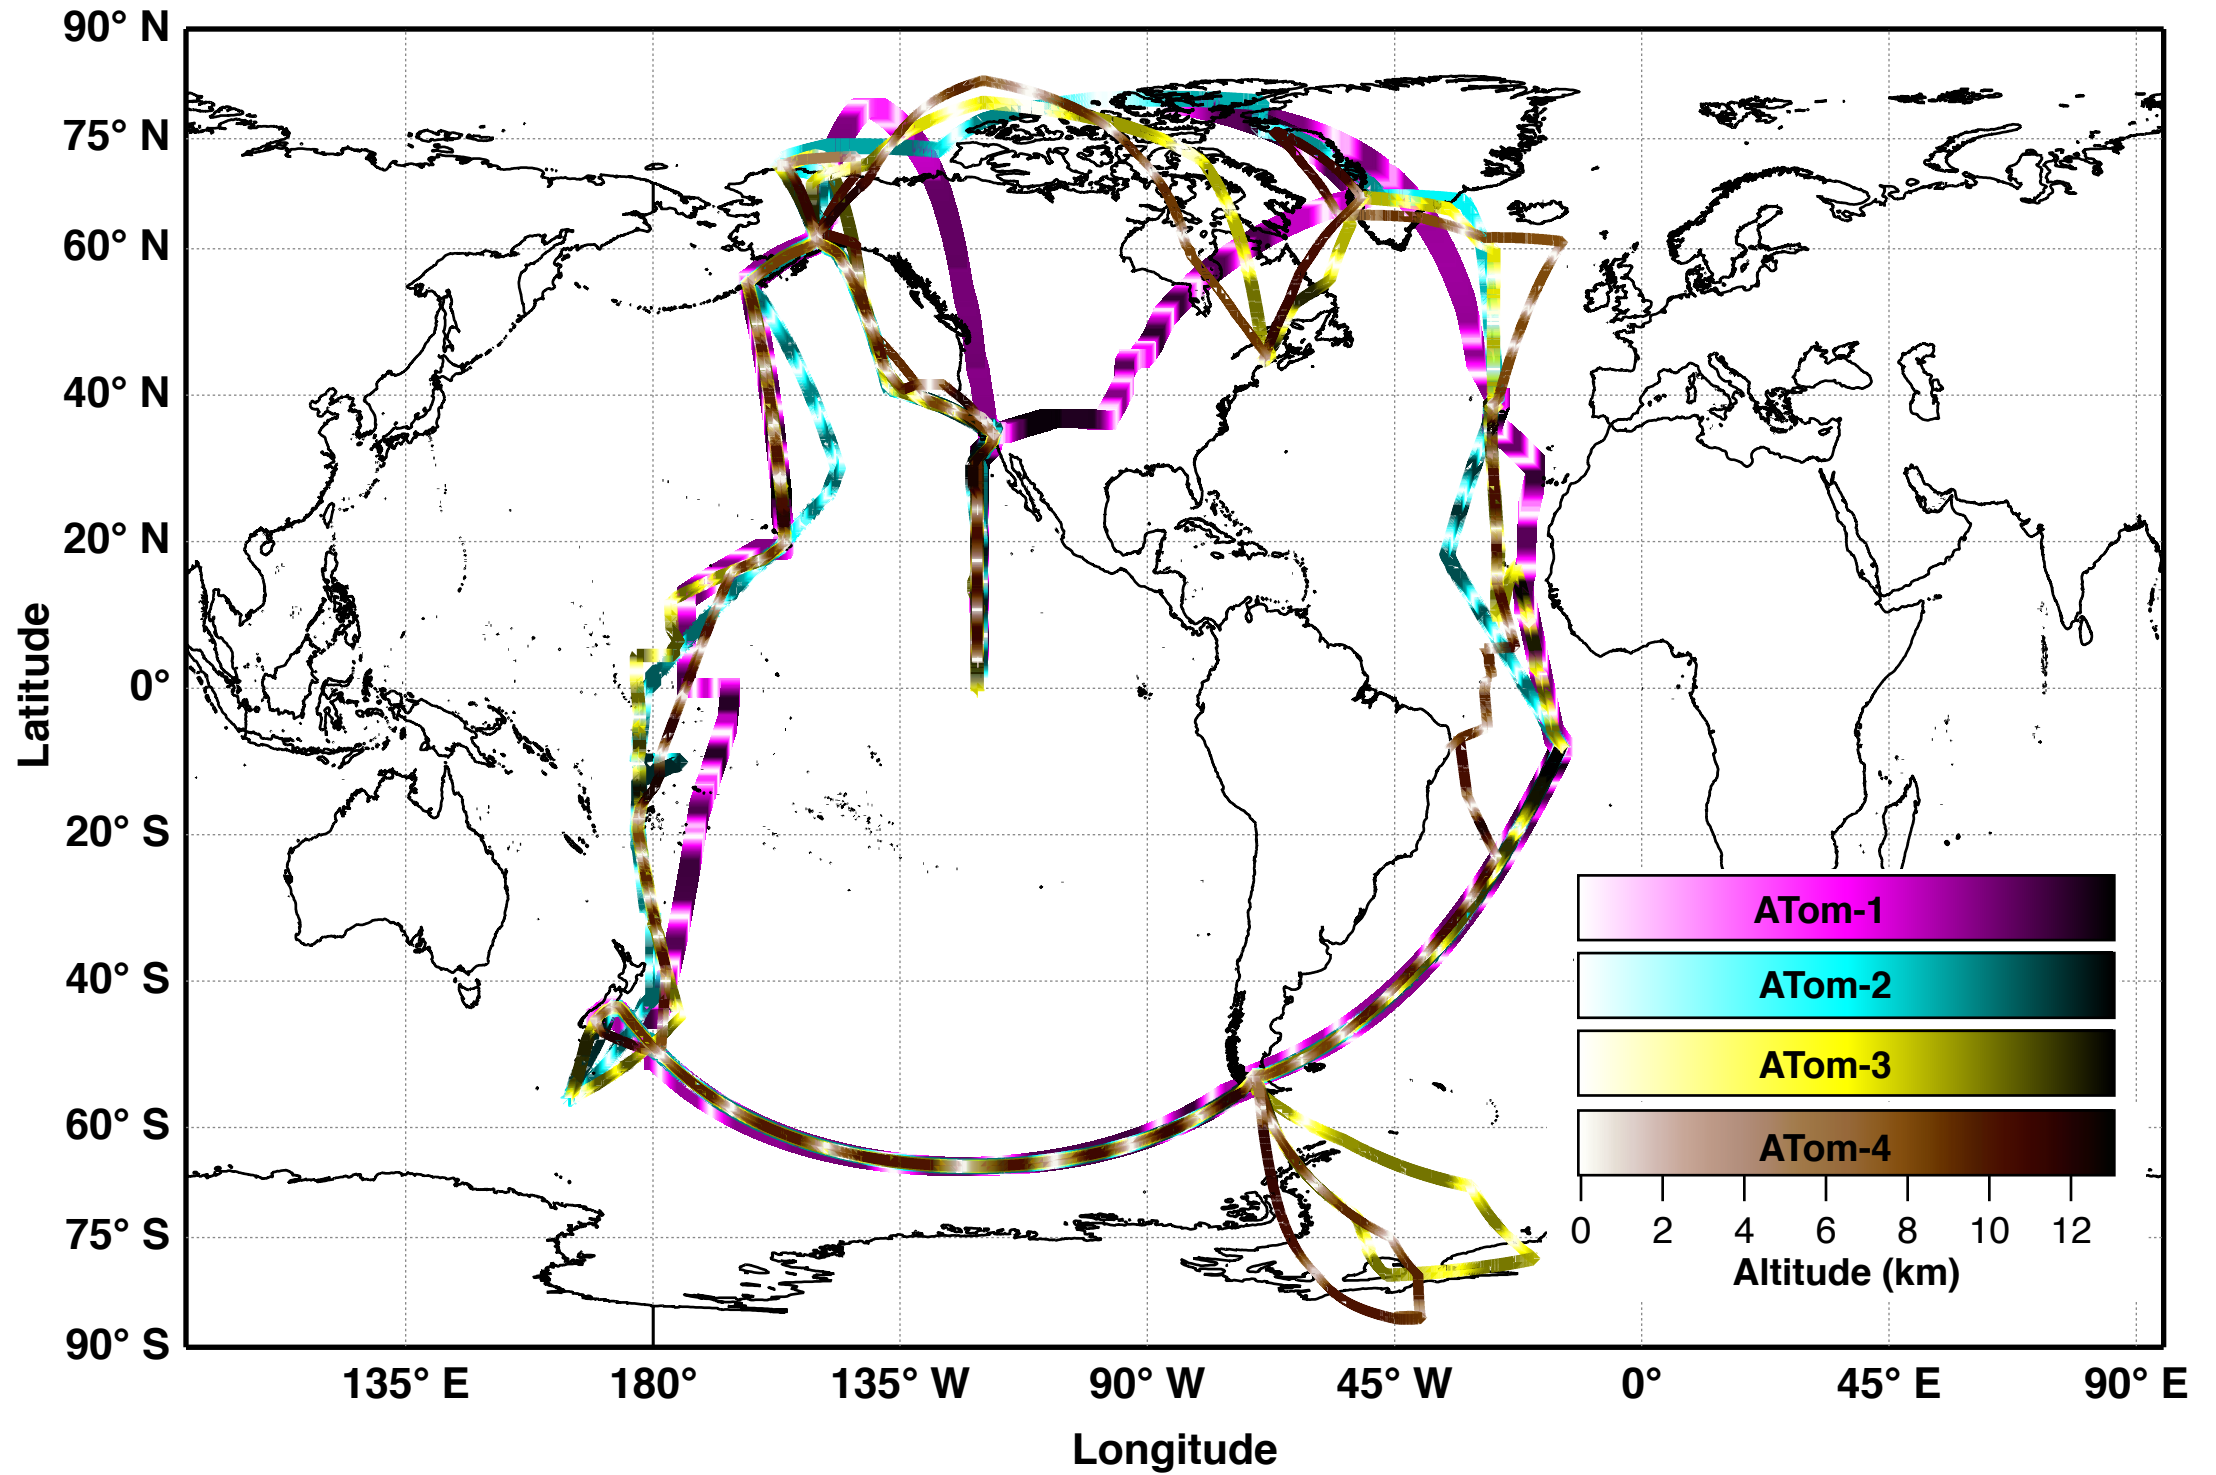 90° N
75° N
60° N
40° N
20° N
0°
20° S
40° S
60° S
75° S
90° S
Latitude
ATom-1
ATom-2
ATom-3
ATom-4
0 2 4 6 8 10 12
Altitude (km)
135° E 180° 135° W 90° W 45° W 0° 45° E 90° E
Longitude